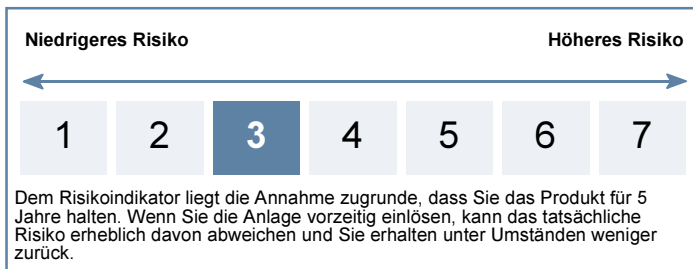 Niedrigeres Risiko Höheres Risiko
1 2 3 4 5 6 7
Dem Risikoindikator liegt die Annahme zugrunde, dass Sie das Produkt für 5
Jahre halten. Wenn Sie die Anlage vorzeitig einlösen, kann das tatsächliche
Risiko erheblich davon abweichen und Sie erhalten unter Umständen weniger
zurück.